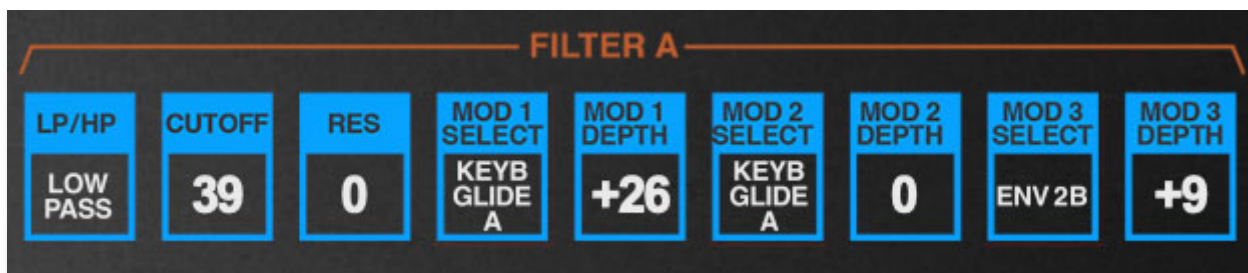 FILTER A
LP/HP
LOW
PASS
CUTOFF
39
RES
0
MOD 1
SELECT
KEYB
GLIDE
A
MOD 1
DEPTH
+26
MOD 2
SELECT
KEYB
GLIDE
A
MOD 2
DEPTH
0
MOD 3
SELECT
ENV 2B
MOD 3
DEPTH
+9